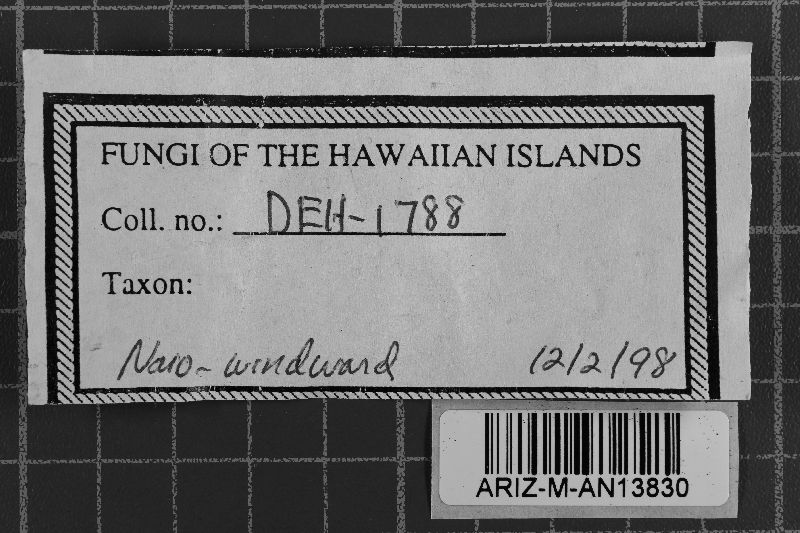 FUNGI OF THE HAWAIIAN ISLANDS
Coll. no.: DEH-1788
Taxon:
Naio-windward 12/2/98
ARIZ-M-AN13830